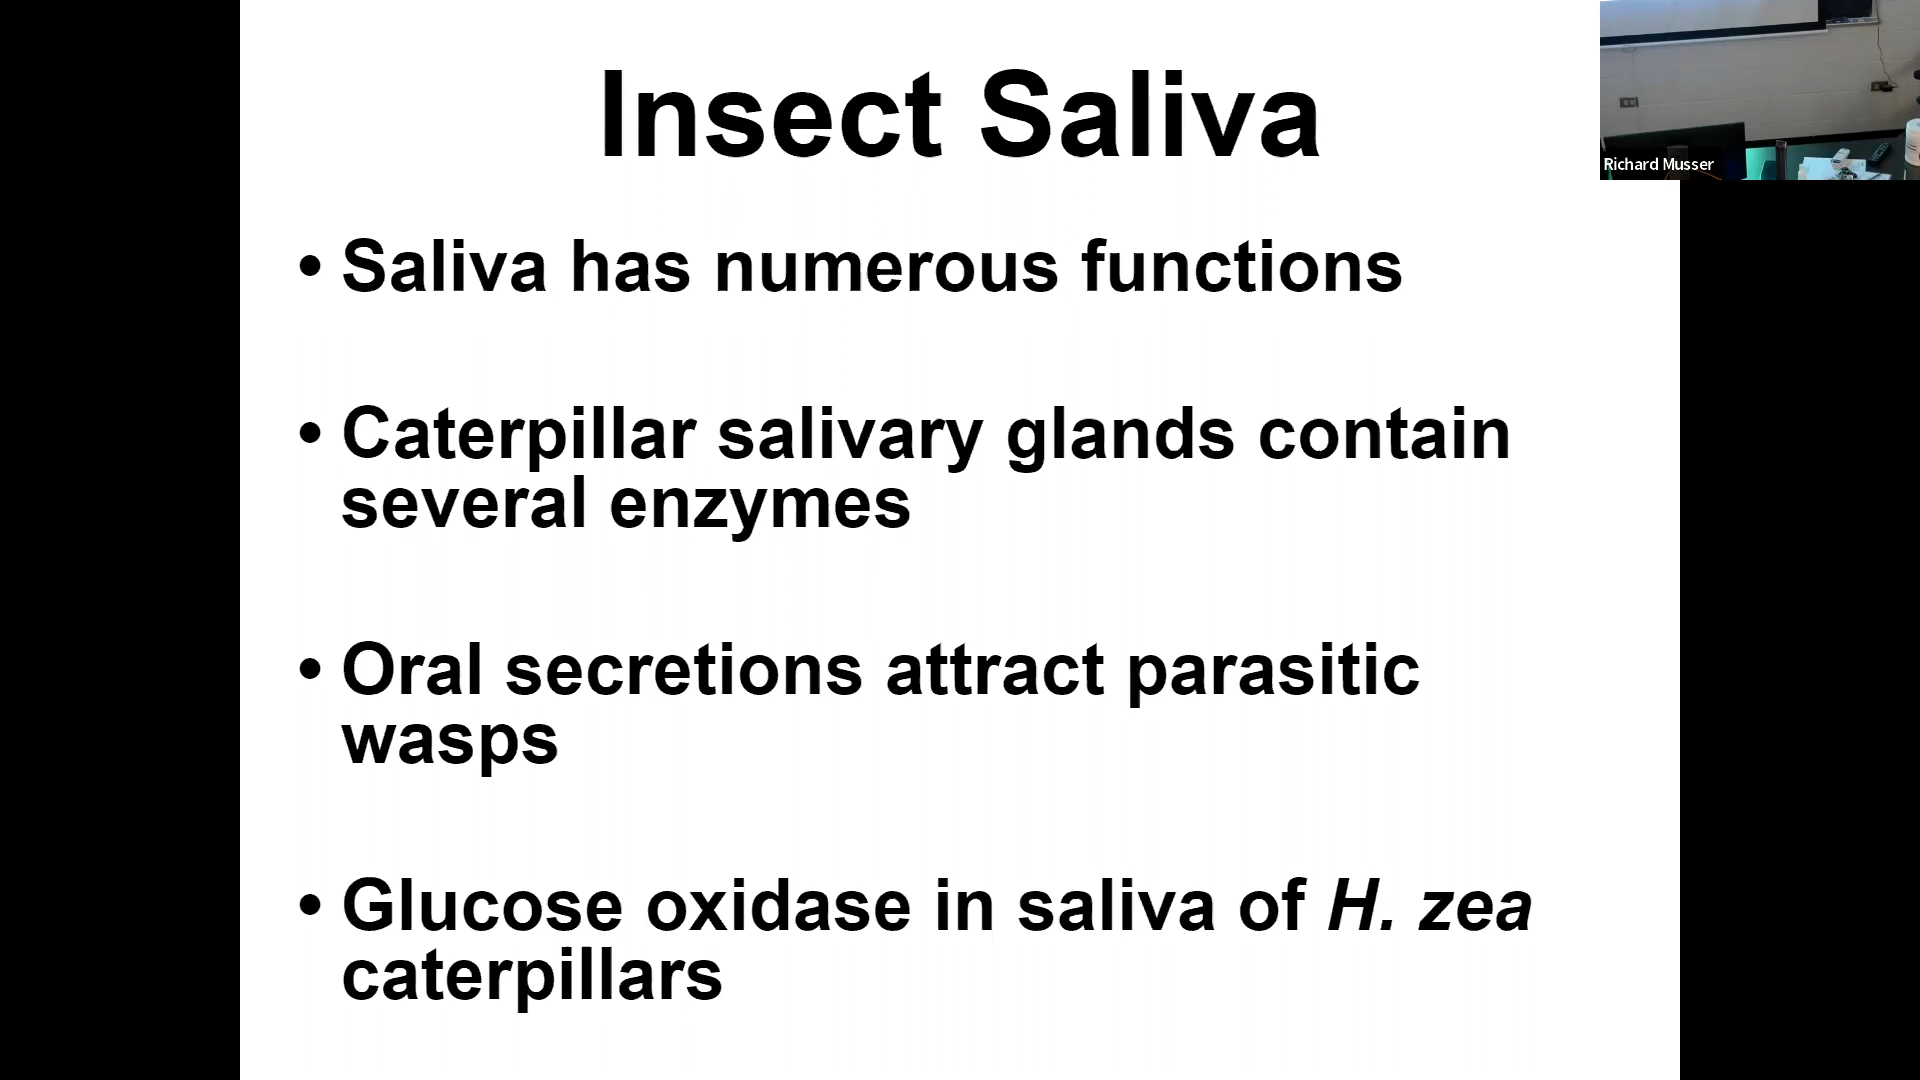 Insect Saliva
• Saliva has numerous functions
• Caterpillar salivary glands contain
several enzymes
• Oral secretions attract parasitic
wasps
• Glucose oxidase in saliva of H. zea
caterpillars
Richard Musser